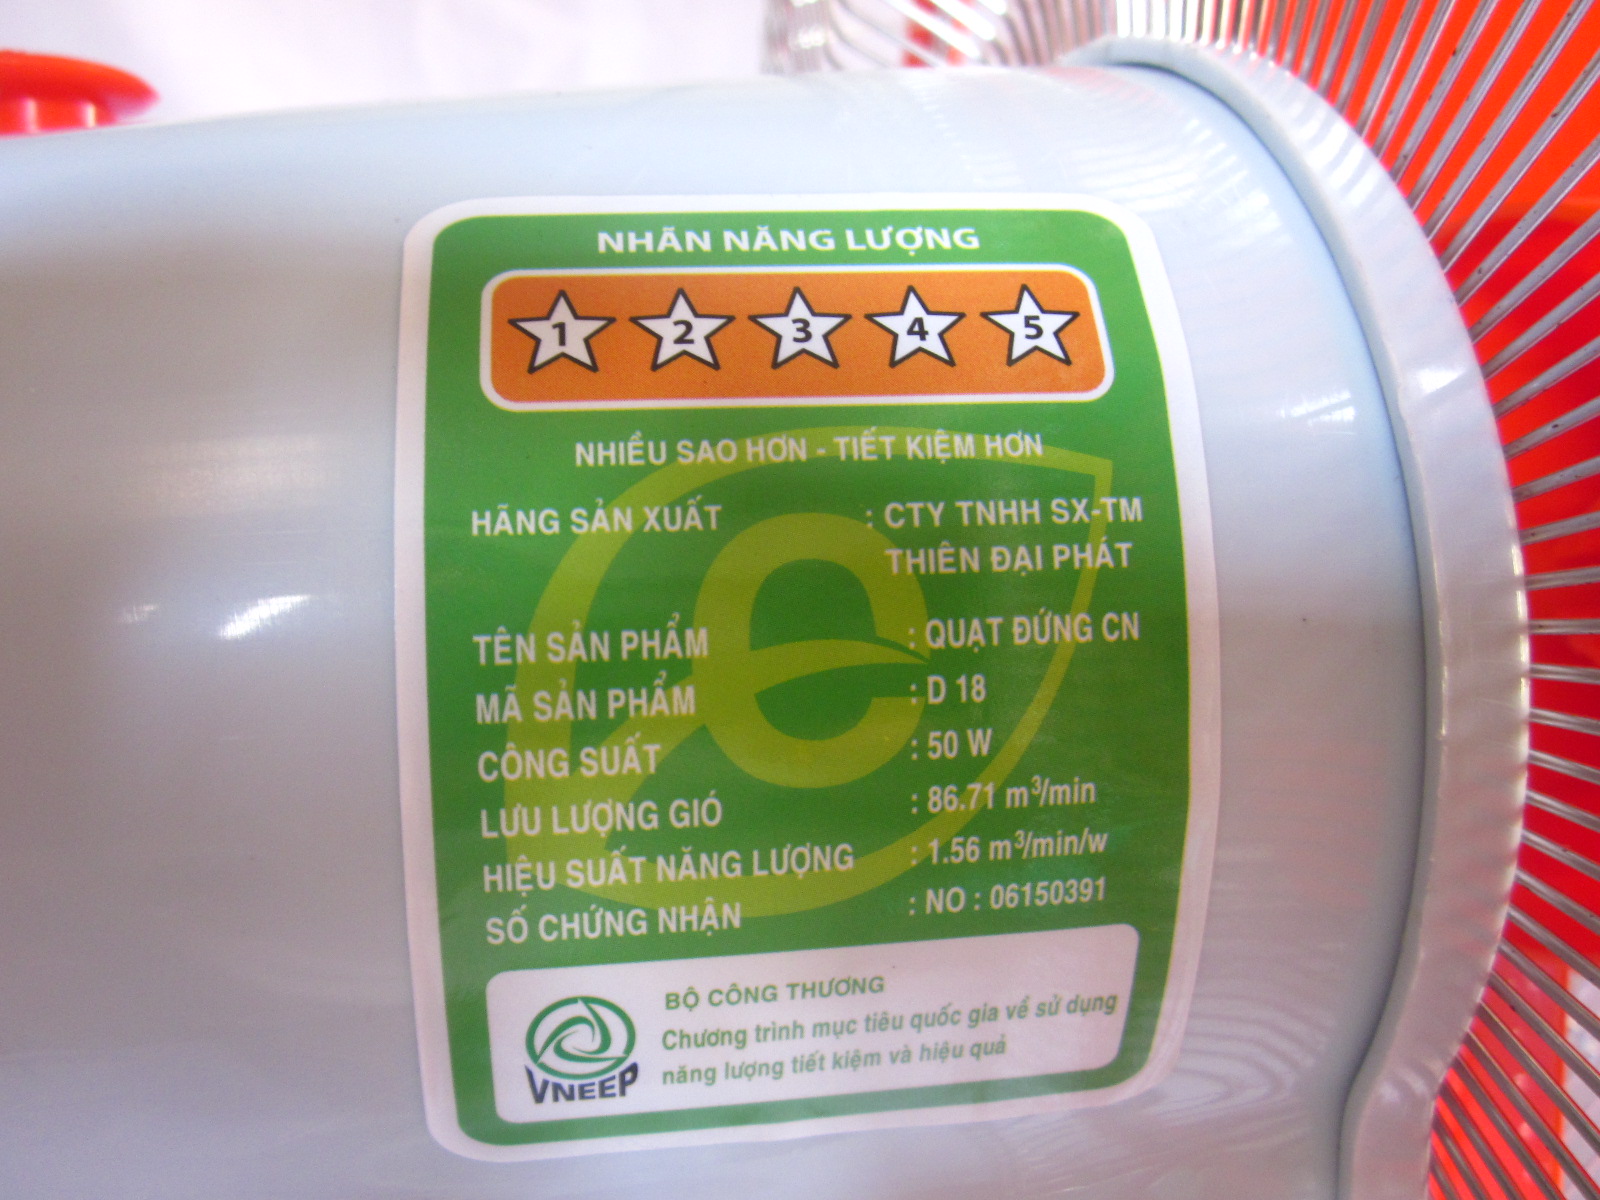 NHÃN NĂNG LƯỢNG
1 2 3 4 5
NHIỀU SAO HƠN - TIẾT KIỆM HƠN
HÃNG SẢN XUẤT : CTY TNHH SX-TM
THIÊN ĐẠI PHÁT
TÊN SẢN PHẨM : QUẠT ĐỨNG CN
MÃ SẢN PHẨM : D 18
CÔNG SUẤT : 50 W
LƯU LƯỢNG GIÓ : 86.71 m³/min
HIỆU SUẤT NĂNG LƯỢNG : 1.56 m³/min/w
SỐ CHỨNG NHẬN : NO : 06150391
BỘ CÔNG THƯƠNG
Chương trình mục tiêu quốc gia về sử dụng
năng lượng tiết kiệm và hiệu quả
VNEEP